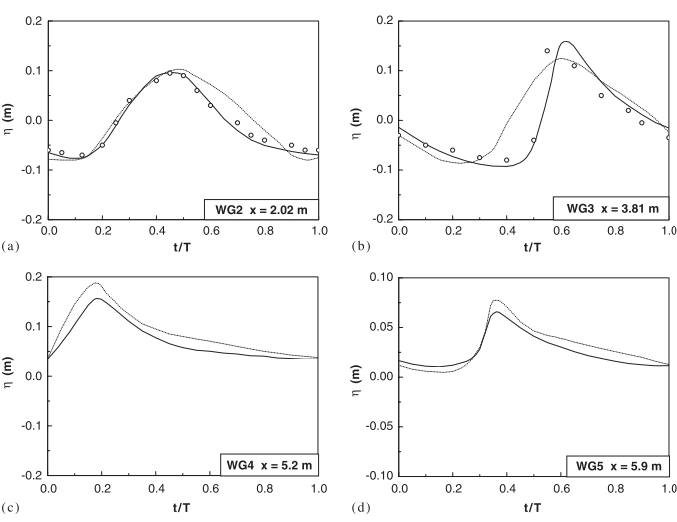 0.2
0.1
0.0
-0.1
-0.2
η (m)
0.0 0.2 0.4 0.6 0.8 1.0
t/T
WG2 x = 2.02 m
(a)
0.2
0.1
0.0
-0.1
-0.2
η (m)
0.0 0.2 0.4 0.6 0.8 1.0
t/T
WG3 x = 3.81 m
(b)
0.2
0.1
0.0
-0.1
-0.2
η (m)
0.0 0.2 0.4 0.6 0.8 1.0
t/T
WG4 x = 5.2 m
(c)
0.10
0.05
0.00
-0.05
-0.10
η (m)
0.0 0.2 0.4 0.6 0.8 1.0
t/T
WG5 x = 5.9 m
(d)